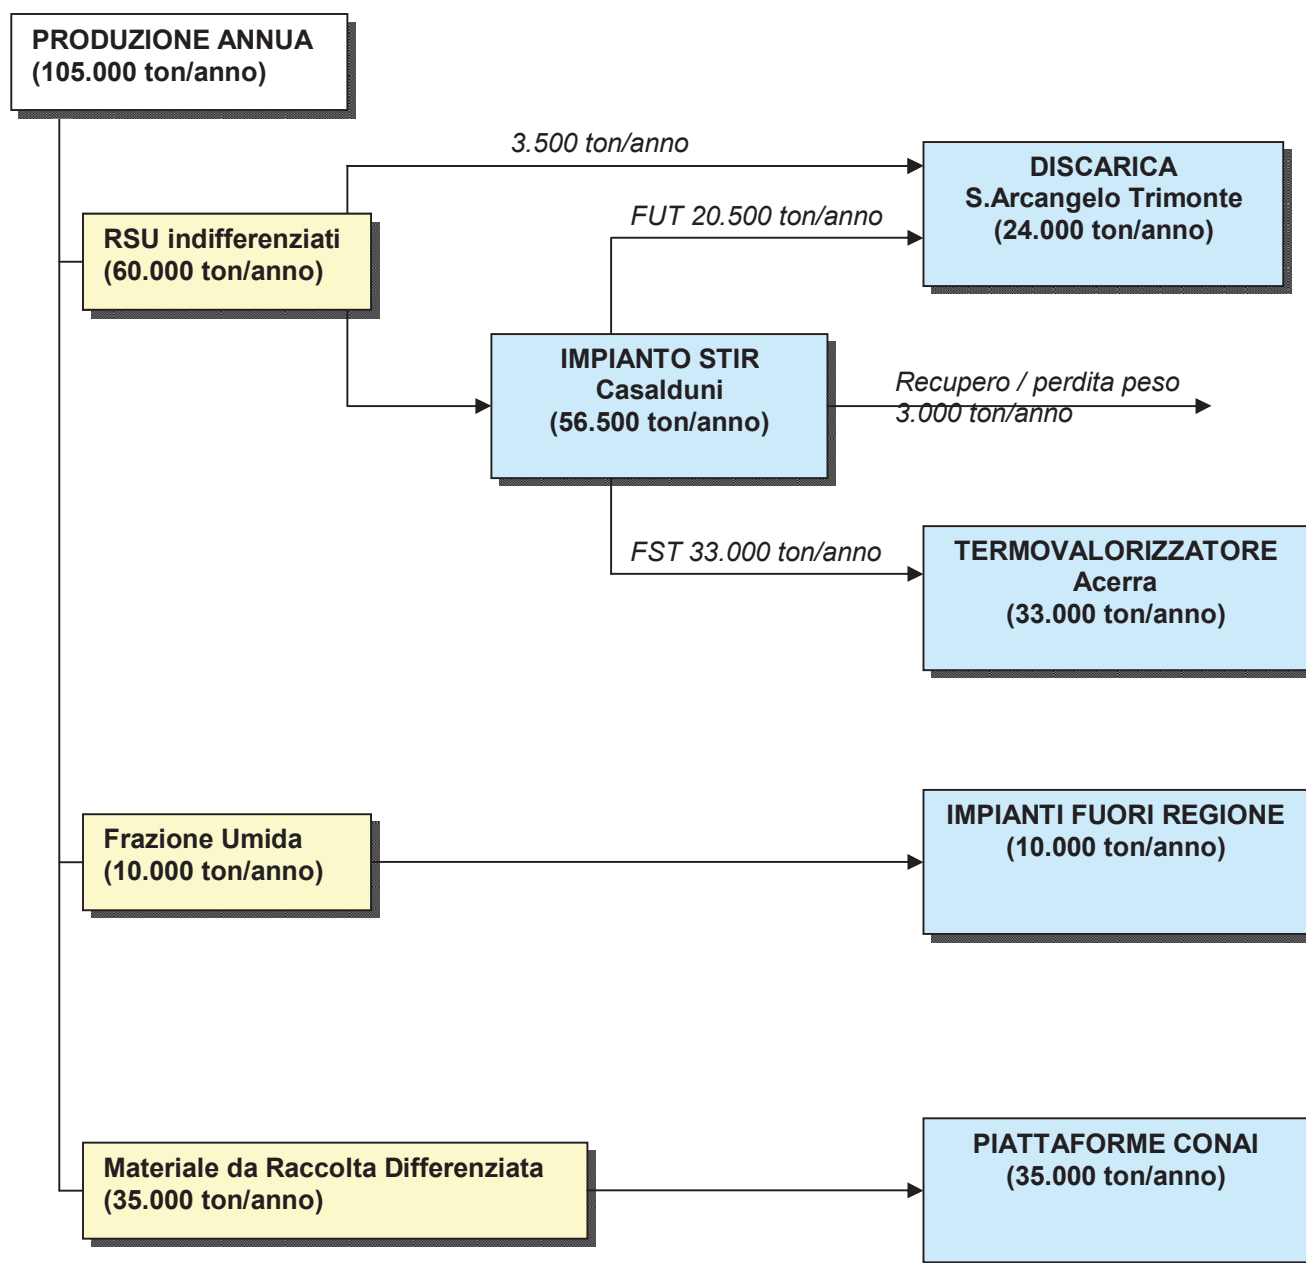 PRODUZIONE ANNUA
(105.000 ton/anno)
3.500 ton/anno
DISCARICA
S.Arcangelo Trimonte
(24.000 ton/anno)
RSU indifferenziati
(60.000 ton/anno)
FUT 20.500 ton/anno
IMPIANTO STIR
Casalduni
(56.500 ton/anno)
Recupero / perdita peso
3.000 ton/anno
FST 33.000 ton/anno
TERMOVALORIZZATORE
Acerra
(33.000 ton/anno)
Frazione Umida
(10.000 ton/anno)
IMPIANTI FUORI REGIONE
(10.000 ton/anno)
Materiale da Raccolta Differenziata
(35.000 ton/anno)
PIATTAFORME CONAI
(35.000 ton/anno)